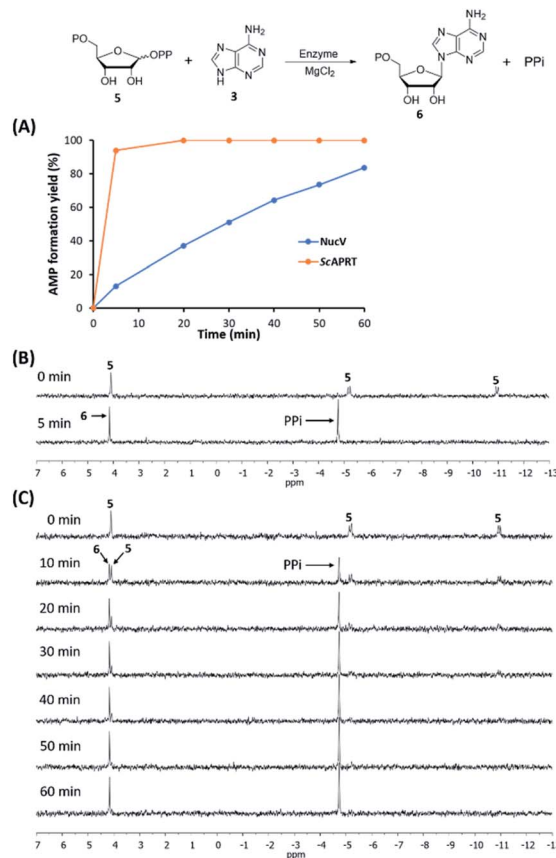 PO
O
OPP
OH OH
5
+
NH2
N
N
N
N
H
3
Enzyme
MgCl2
NH2
N
N
N
N
PO
O
OH OH
6
+ PPi
(A)
AMP formation yield (%)
100
80
60
40
20
0
NucV
ScAPRT
0 10 20 30 40 50 60
Time (min)
(B)
0 min
5 5 5
5 min
6 PPi
7 6 5 4 3 2 1 0 -1 -2 -3 -4 -5 -6 -7 -8 -9 -10 -11 -12 -13
ppm
(C)
0 min
5 5 5
10 min
6 5 PPi
20 min
30 min
40 min
50 min
60 min
7 6 5 4 3 2 1 0 -1 -2 -3 -4 -5 -6 -7 -8 -9 -10 -11 -12 -1
ppm